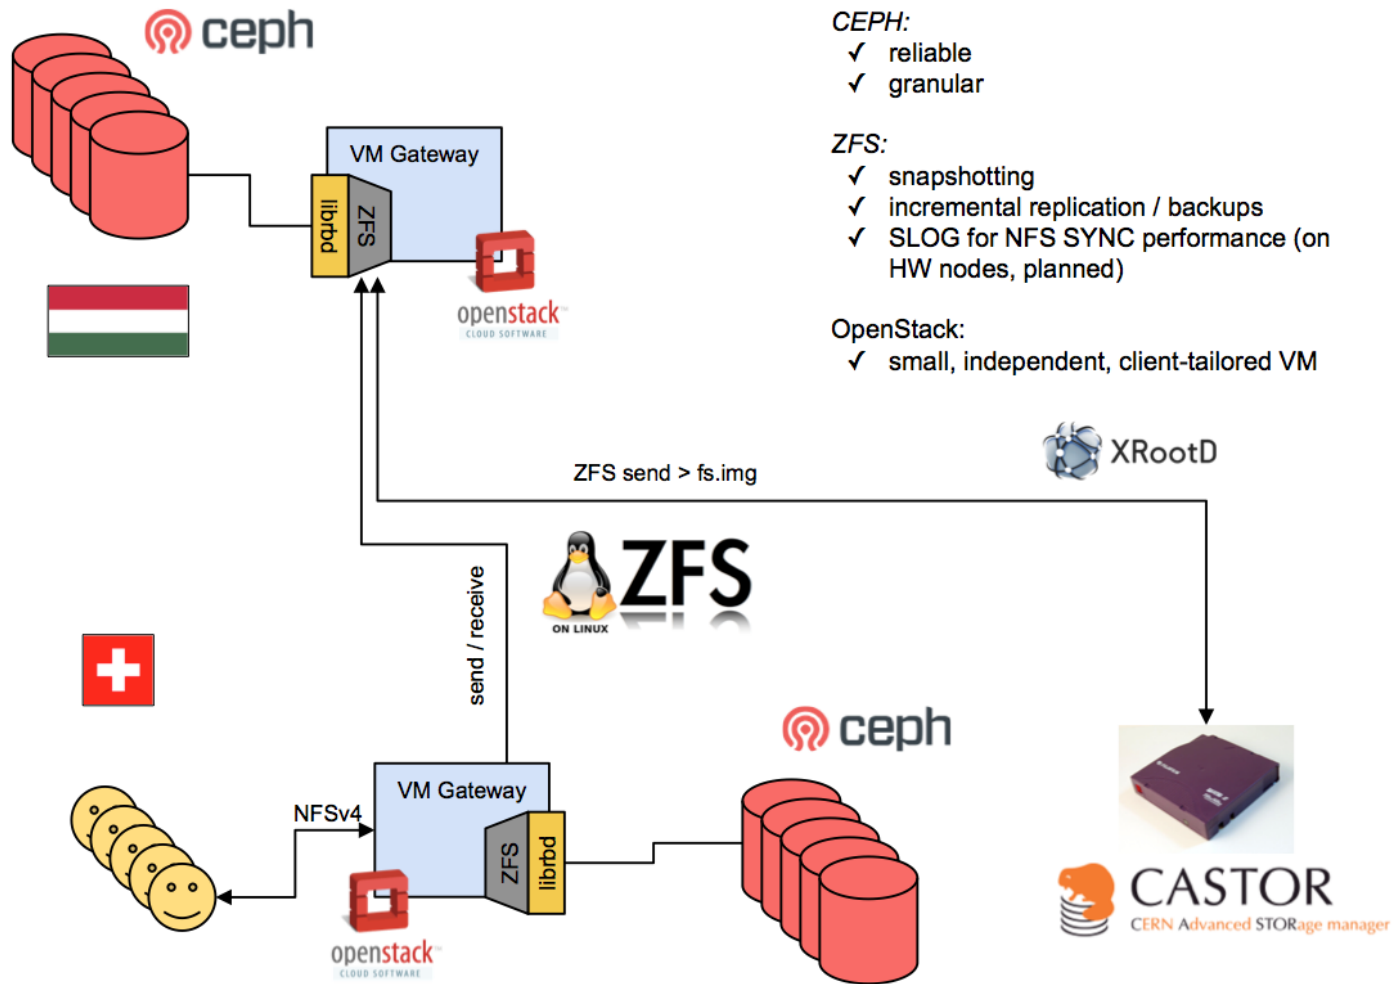 ceph
CEPH:
✓ reliable
✓ granular
VM Gateway
librbd
ZFS
openstack™
CLOUD SOFTWARE
ZFS:
✓ snapshotting
✓ incremental replication / backups
✓ SLOG for NFS SYNC performance (on
HW nodes, planned)
OpenStack:
✓ small, independent, client-tailored VM
XRootD
ZFS send > fs.img
ZFS
ON LINUX
send / receive
ceph
VM Gateway
NFSv4
ZFS
librbd
openstack™
CLOUD SOFTWARE
CASTOR
CERN Advanced STORage manager